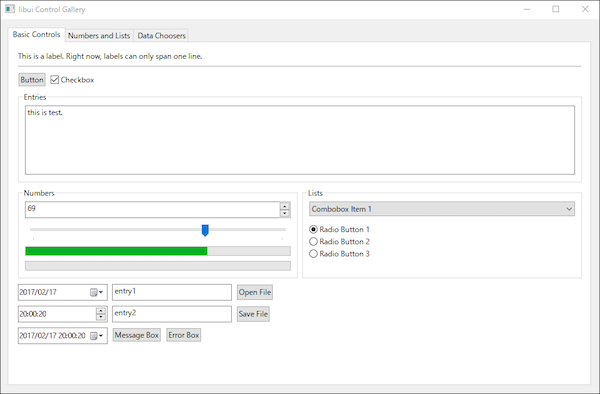 libui Control Gallery
Basic Controls Numbers and Lists Data Choosers
This is a label. Right now, labels can only span one line.
Button Checkbox
Entries
this is test.
Numbers
69
Lists
Combobox Item 1
Radio Button 1
Radio Button 2
Radio Button 3
2017/02/17 entry1 Open File
20:00:20 entry2 Save File
2017/02/17 20:00:20 Message Box Error Box